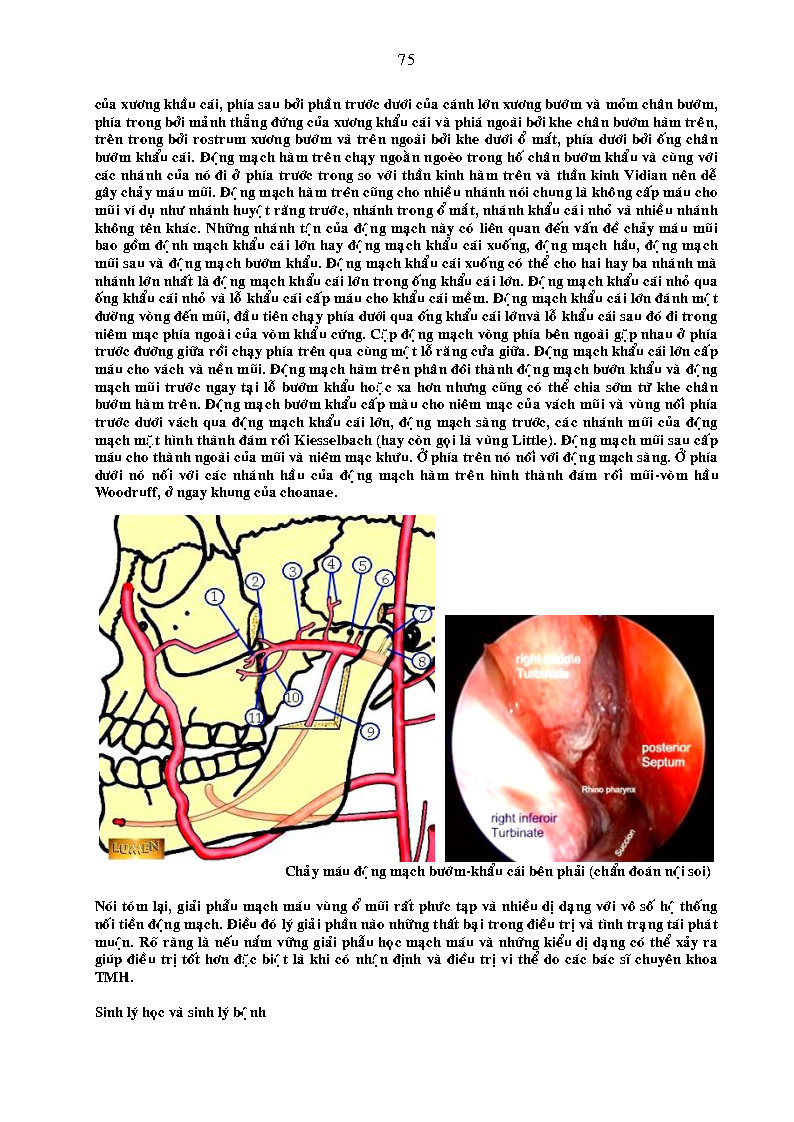 75
của xương khẩu cái, phía sau bởi phần trước dưới của cánh lớn xương bướm và mỏm chân bướm,
phía trong bởi mảnh thẳng đứng của xương khẩu cái và phiá ngoài bởi khe chân bướm hàm trên,
trên trong bởi rostrum xương bướm và trên ngoài bởi khe dưới ổ mắt, phía dưới bởi ống chân
bướm khẩu cái. Động mạch hàm trên chạy ngoằn ngoèo trong hố chân bướm khẩu và cùng với
các nhánh của nó đi ở phía trước trong so với thần kinh hàm trên và thần kinh Vidian nên dễ
gây chảy máu mũi. Động mạch hàm trên cũng cho nhiều nhánh nói chung là không cấp máu cho
mũi ví dụ như nhánh huyệt răng trước, nhánh trong ổ mắt, nhánh khẩu cái nhỏ và nhiều nhánh
không tên khác. Những nhánh tận của động mạch này có liên quan đến vấn đề chảy máu mũi
bao gồm định mạch khẩu cái lớn hay động mạch khẩu cái xuống, động mạch hầu, động mạch
mũi sau và động mạch bướm khẩu. Động mạch khẩu cái xuống có thể cho hai hay ba nhánh mà
nhánh lớn nhất là động mạch khẩu cái lớn trong ống khẩu cái lớn. Động mạch khẩu cái nhỏ qua
ống khẩu cái nhỏ và lỗ khẩu cái cấp máu cho khẩu cái mềm. Động mạch khẩu cái lớn đánh một
đường vòng đến mũi, đầu tiên chạy phía dưới qua ống khẩu cái lớnvà lỗ khẩu cái sau đó đi trong
niêm mạc phía ngoài của vòm khẩu cứng. Cặp động mạch vòng phía bên ngoài gặp nhau ở phía
trước đường giữa rồi chạy phía trên qua cùng một lỗ răng cửa giữa. Động mạch khẩu cái lớn cấp
máu cho vách và nền mũi. Động mạch hàm trên phân đôi thành động mạch bướn khẩu và động
mạch mũi trước ngay tại lỗ bướm khẩu hoặc xa hơn nhưng cũng có thể chia sớm từ khe chân
bướm hàm trên. Động mạch bướm khẩu cấp màu cho niêm mạc của vách mũi và vùng nối phía
trước dưới vách qua động mạch khẩu cái lớn, động mạch sàng trước, các nhánh mũi của động
mạch mặt hình thành đám rối Kiesselbach (hay còn gọi là vùng Little). Động mạch mũi sau cấp
máu cho thành ngoài của mũi và niêm mạc khứu. Ở phía trên nó nối với động mạch sàng. Ở phía
dưới nó nối với các nhánh hầu của động mạch hàm trên hình thành đám rối mũi-vòm hầu
Woodruff, ở ngay khung của choanae.
1 2 3 4 5 6 7 8 9 10 11
LUMEN
right middle
Turbinate
posterior
Septum
Rhino pharynx
right inferoir
Turbinate
Succion
Chảy máu động mạch bướm-khẩu cái bên phải (chẩn đoán nội soi)
Nói tóm lại, giải phẫu mạch máu vùng ổ mũi rất phức tạp và nhiều dị dạng với vô số hệ thống
nối tiền động mạch. Điều đó lý giải phần nào những thất bại trong điều trị và tình trạng tái phát
muộn. Rõ ràng là nếu nắm vững giải phẫu học mạch máu và những kiểu dị dạng có thể xảy ra
giúp điều trị tốt hơn đặc biệt là khi có nhận định và điều trị vi thể do các bác sĩ chuyên khoa
TMH.
Sinh lý học và sinh lý bệnh